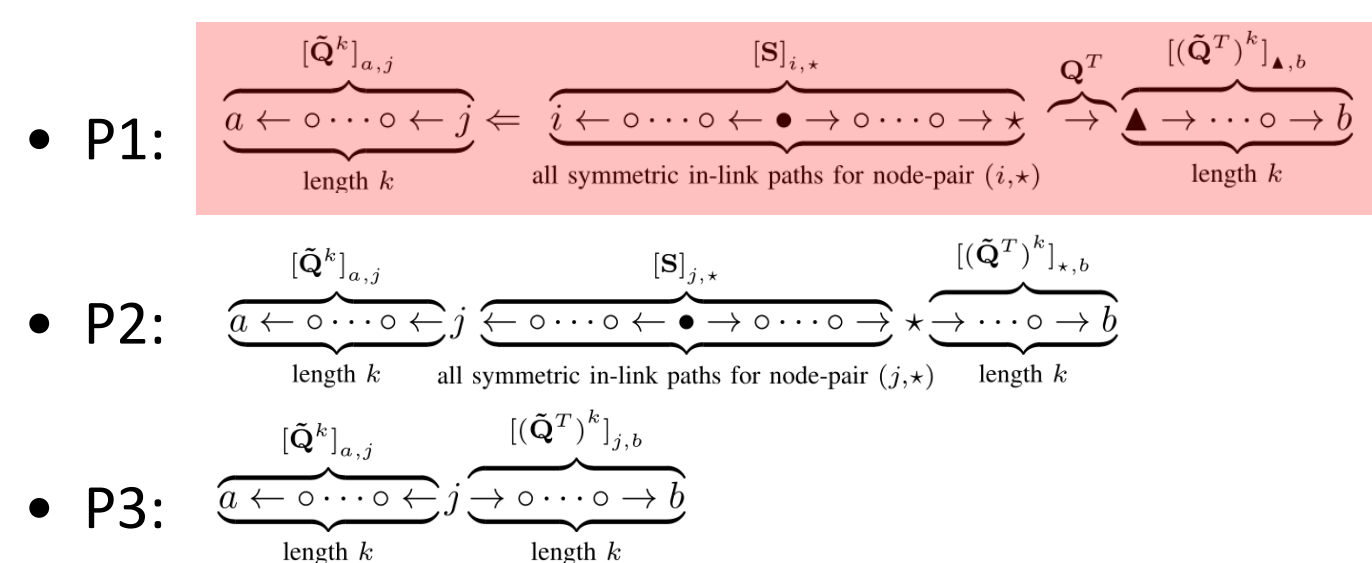 [Q̃^k]_{a,j} [S]_{i,⋆} Q^T [(Q̃^T)^k]_{▲,b}
• P1: a ← ∘ ⋯ ∘ ← j ⇐ i ← ∘ ⋯ ∘ ← • → ∘ ⋯ ∘ → ⋆ → ▲ → ⋯ ∘ → b
length k all symmetric in-link paths for node-pair (i,⋆) length k
[Q̃^k]_{a,j} [S]_{j,⋆} [(Q̃^T)^k]_{⋆,b}
• P2: a ← ∘ ⋯ ∘ ← j ← ∘ ⋯ ∘ ← • → ∘ ⋯ ∘ → ⋆ → ⋯ ∘ → b
length k all symmetric in-link paths for node-pair (j,⋆) length k
[Q̃^k]_{a,j} [(Q̃^T)^k]_{j,b}
• P3: a ← ∘ ⋯ ∘ ← j → ∘ ⋯ ∘ → b
length k length k